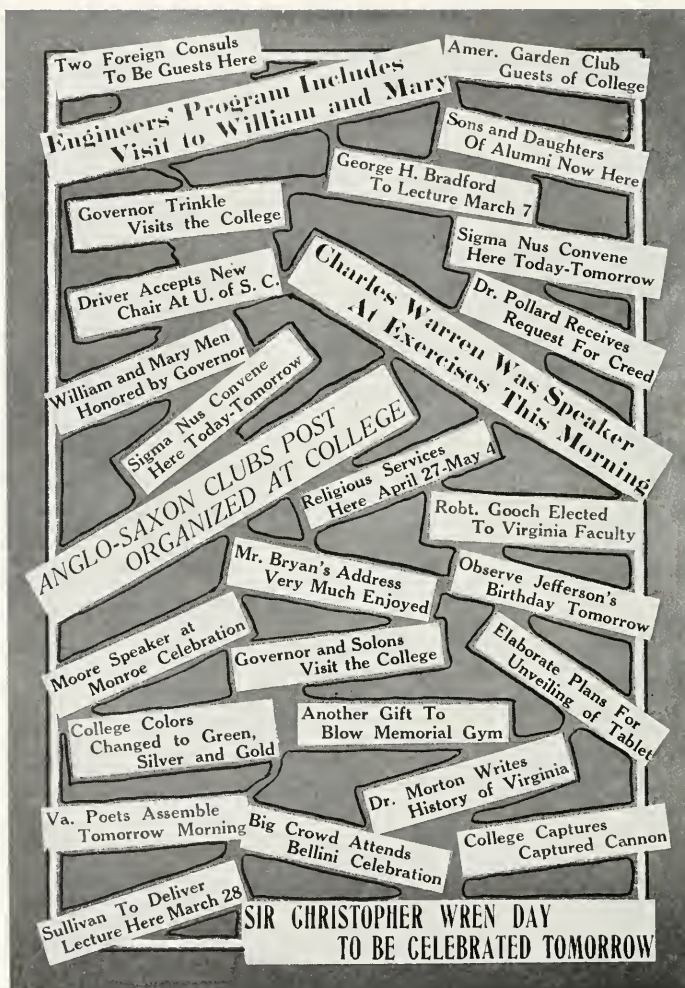 Two Foreign Consuls
To Be Guests Here
Amer. Garden Club
Guests of College
Engineers' Program Includes
Visit to William and Mary
Sons and Daughters
Of Alumni Now Here
George H. Bradford
To Lecture March 7
Governor Trinkle
Visits the College
Sigma Nus Convene
Here Today-Tomorrow
Driver Accepts New
Chair At U. of S. C.
Charles Warren Was Speaker
At Exercises This Morning
Dr. Pollard Receives
Request For Creed
William and Mary Men
Honored by Governor
Sigma Nus Convene
Here Today-Tomorrow
ANGLO-SAXON CLUBS POST
ORGANIZED AT COLLEGE
Religious Services
Here April 27-May 4
Robt. Gooch Elected
To Virginia Faculty
Mr. Bryan's Address
Very Much Enjoyed
Observe Jefferson's
Birthday Tomorrow
Moore Speaker at
Monroe Celebration
Governor and Solons
Visit the College
Elaborate Plans For
Unveiling of Tablet
College Colors
Changed to Green,
Silver and Gold
Another Gift To
Blow Memorial Gym
Dr. Morton Writes
History of Virginia
Va. Poets Assemble
Tomorrow Morning
Big Crowd Attends
Bellini Celebration
College Captures
Captured Cannon
Sullivan To Deliver
Lecture Here March 28
SIR CHRISTOPHER WREN DAY
TO BE CELEBRATED TOMORROW